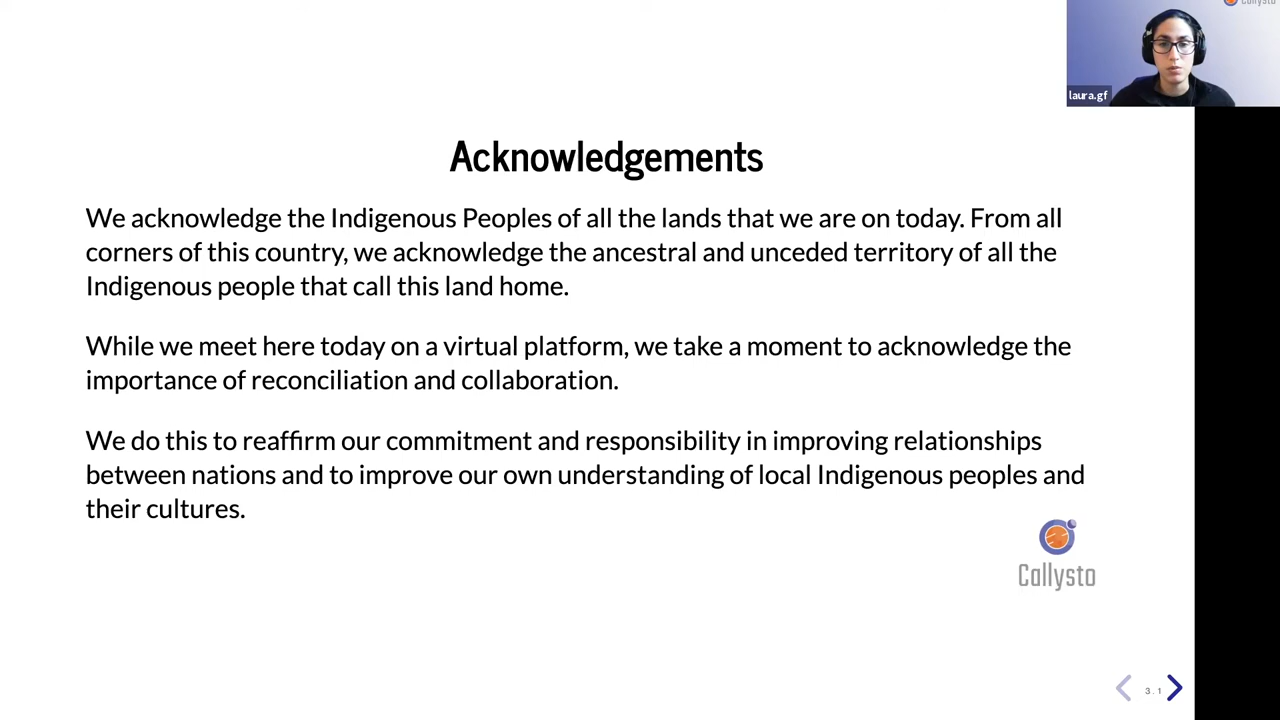 Callysto
laura.gf
Acknowledgements
We acknowledge the Indigenous Peoples of all the lands that we are on today. From all
corners of this country, we acknowledge the ancestral and unceded territory of all the
Indigenous people that call this land home.
While we meet here today on a virtual platform, we take a moment to acknowledge the
importance of reconciliation and collaboration.
We do this to reaffirm our commitment and responsibility in improving relationships
between nations and to improve our own understanding of local Indigenous peoples and
their cultures.
Callysto
3.1